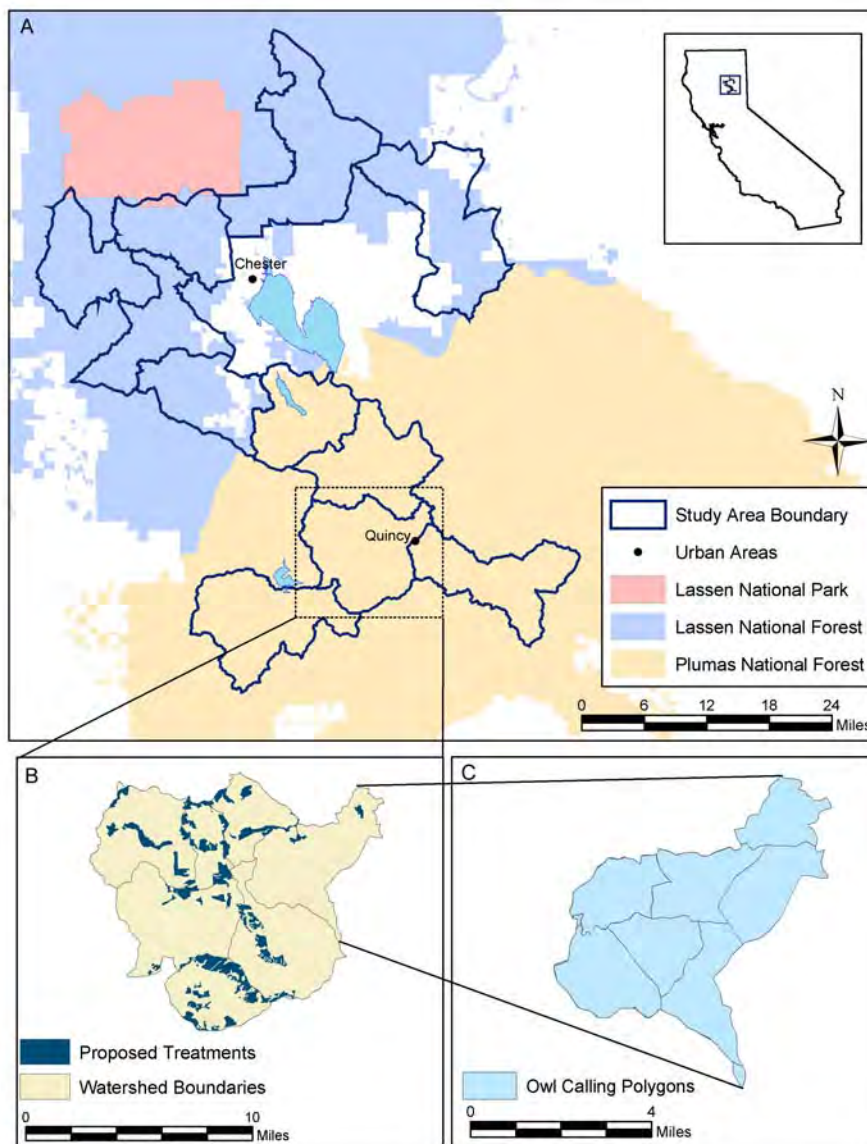 A
Chester
N
Quincy
Study Area Boundary
Urban Areas
Lassen National Park
Lassen National Forest
Plumas National Forest
0 6 12 18 24
Miles
B
Proposed Treatments
Watershed Boundaries
0 10
Miles
C
Owl Calling Polygons
0 4
Miles